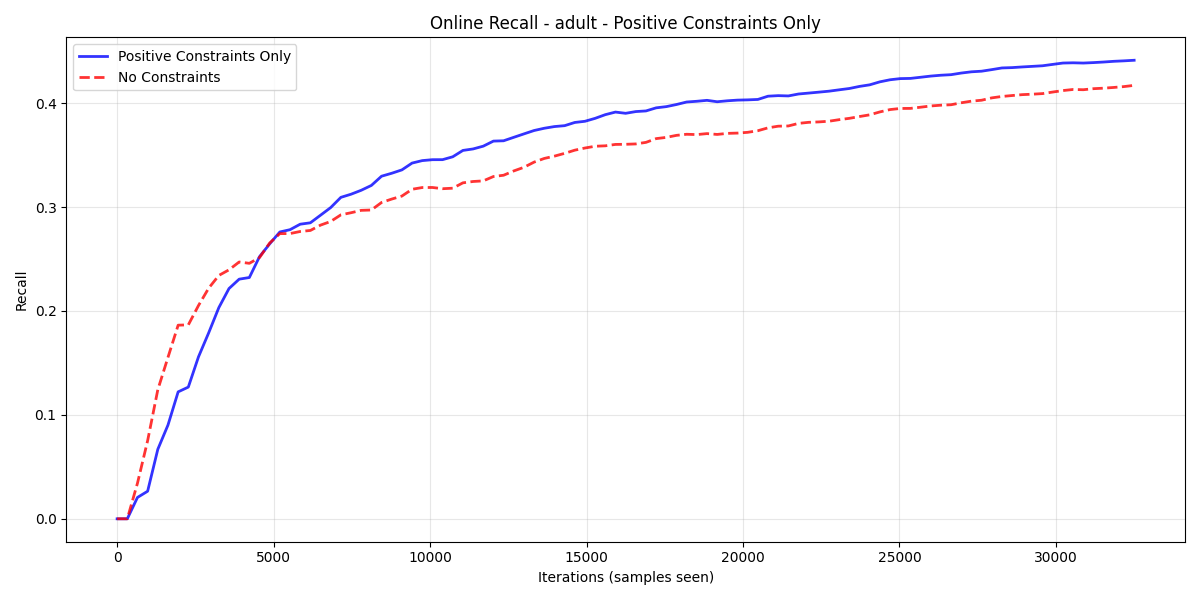 Online Recall - adult - Positive Constraints Only
Positive Constraints Only
No Constraints
Recall
0.4
0.3
0.2
0.1
0.0
0 5000 10000 15000 20000 25000 30000
Iterations (samples seen)